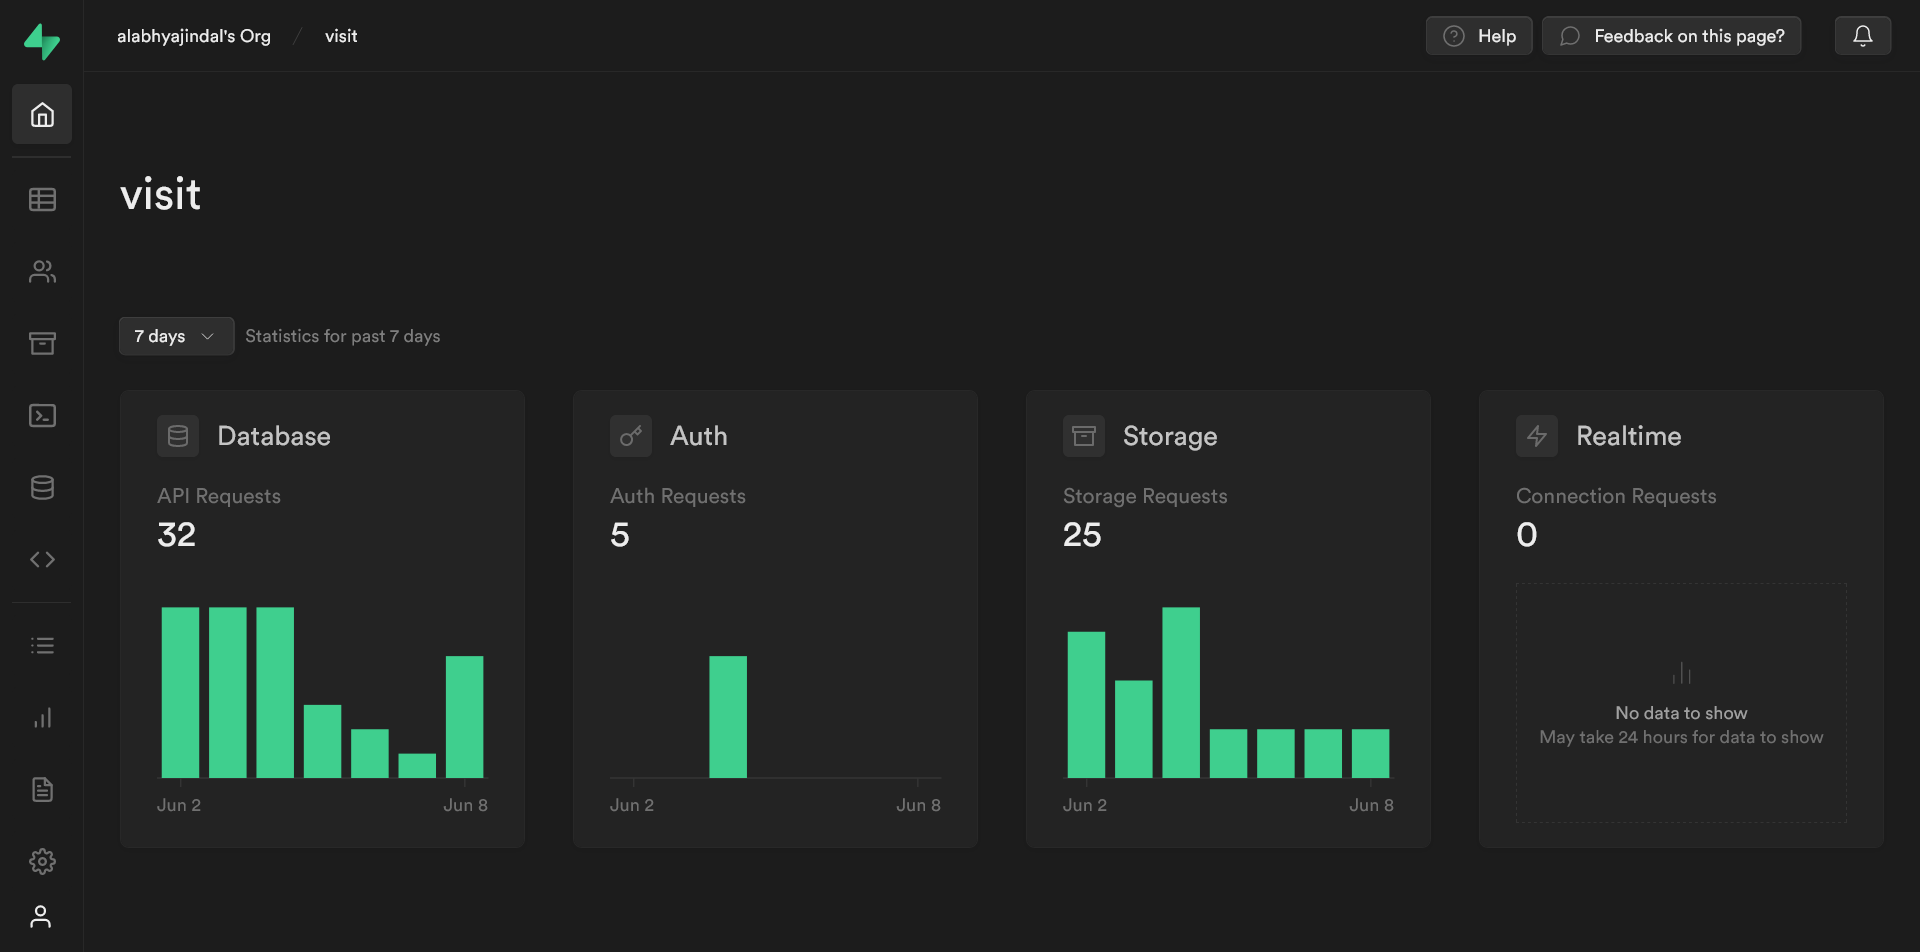 alabhyajindal's Org / visit
Help
Feedback on this page?
visit
7 days
Statistics for past 7 days
Database
API Requests
32
Jun 2
Jun 8
Auth
Auth Requests
5
Jun 2
Jun 8
Storage
Storage Requests
25
Jun 2
Jun 8
Realtime
Connection Requests
0
No data to show
May take 24 hours for data to show